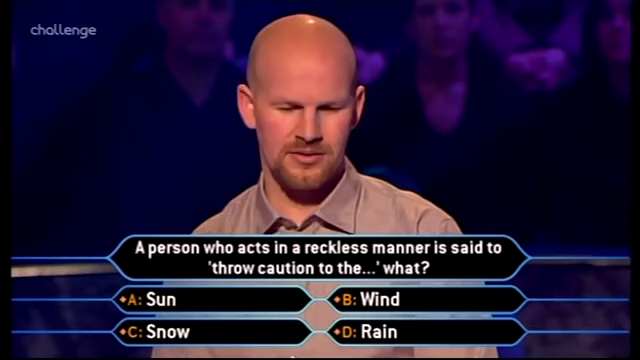 challenge
A person who acts in a reckless manner is said to
'throw caution to the...' what?
A: Sun
B: Wind
C: Snow
D: Rain